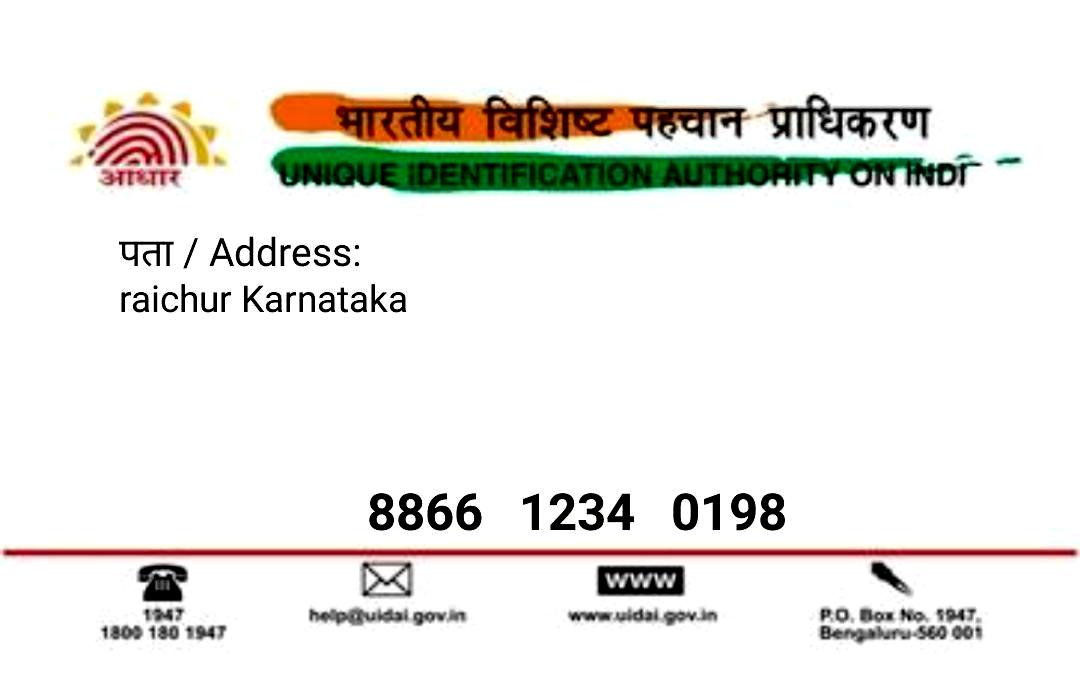 भारतीय विशिष्ट पहचान प्राधिकरण
UNIQUE IDENTIFICATION AUTHORITY ON INDI
आधार
पता / Address:
raichur Karnataka
8866 1234 0198
WWW
1947
1800 180 1947
help@uidai.gov.in
www.uidai.gov.in
P.O. Box No. 1947,
Bengaluru-560 001